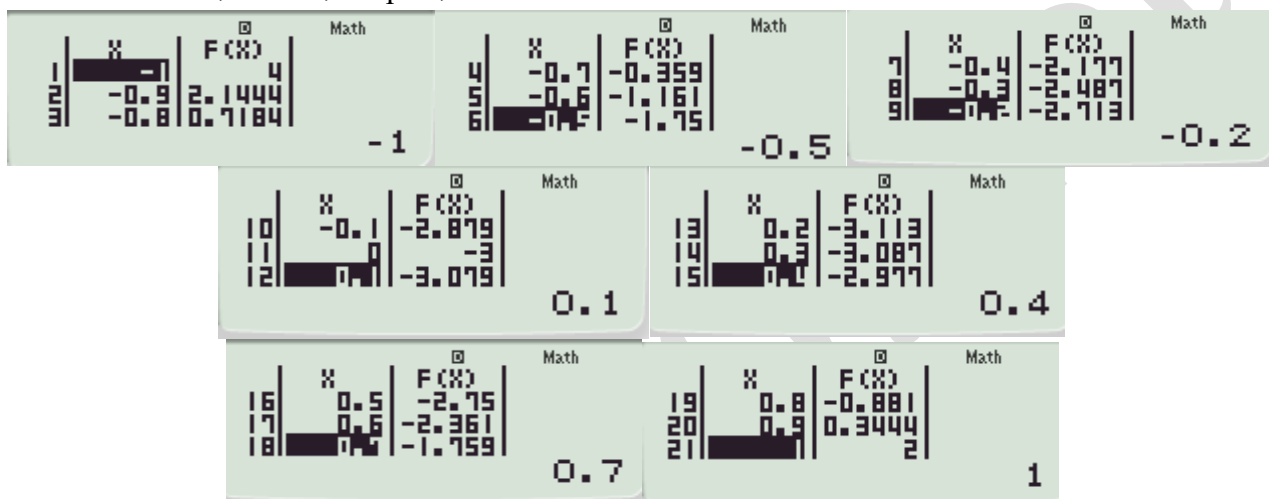 D Math
X F(X)
1 -1 4
2 -0.9 2.1444
3 -0.8 0.7184
-1
D Math
X F(X)
4 -0.7 -0.359
5 -0.6 -1.161
6 -1.75
-0.5
D Math
X F(X)
7 -0.4 -2.177
8 -0.3 -2.487
9 -2.713
-0.2
D Math
X F(X)
10 -0.1 -2.879
11 0 -3
12 -3.079
0.1
D Math
X F(X)
13 0.2 -3.113
14 0.3 -3.087
15 -2.977
0.4
D Math
X F(X)
16 0.5 -2.75
17 0.6 -2.361
18 -1.759
0.7
D Math
X F(X)
19 0.8 -0.881
20 0.9 0.3444
21 2
1